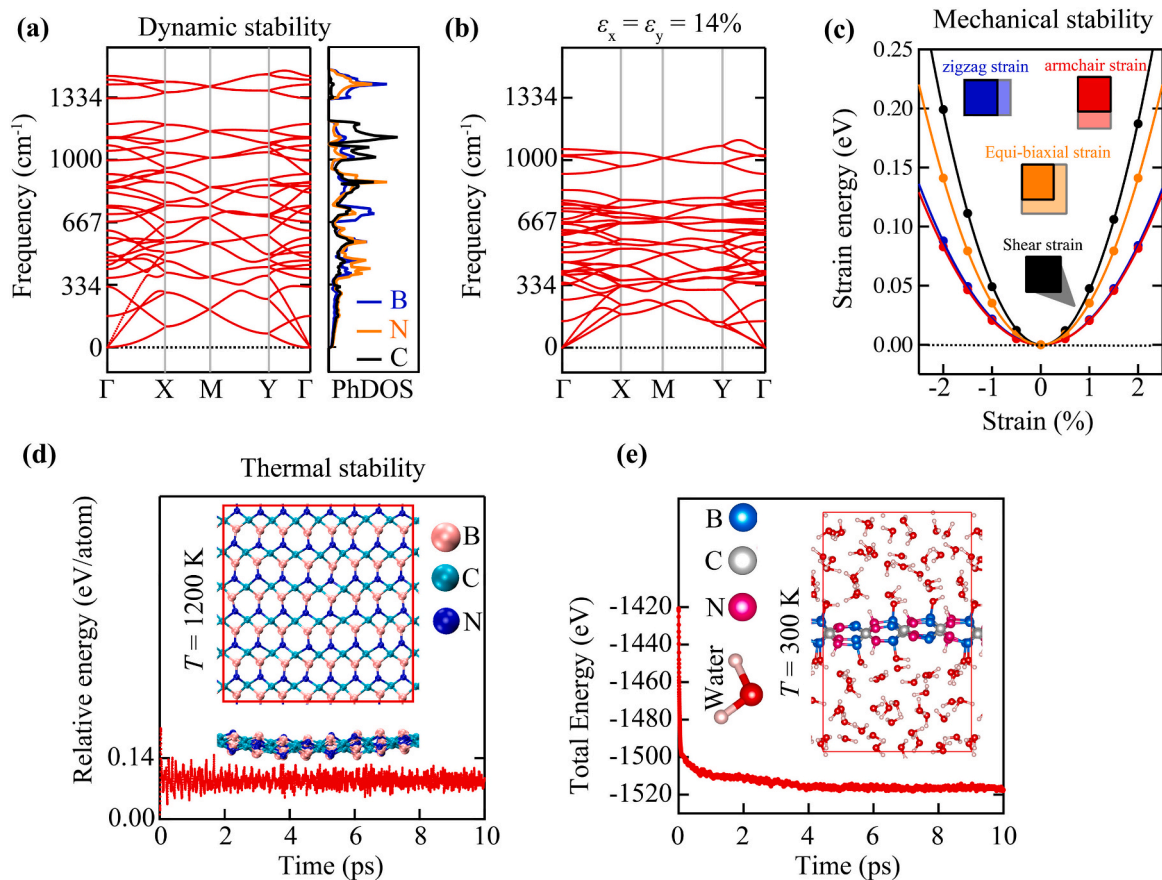 (a)
Dynamic stability
Frequency (cm⁻¹)
1334
1000
667
334
0
Γ X M Y Γ
PhDOS
B
N
C
(b)
εx = εy = 14%
Frequency (cm⁻¹)
1334
1000
667
334
0
Γ X M Y Γ
(c)
Mechanical stability
Strain energy (eV)
0.25
0.20
0.15
0.10
0.05
0.00
zigzag strain
armchair strain
Equi-biaxial strain
Shear strain
-2 -1 0 1 2
Strain (%)
(d)
Thermal stability
Relative energy (eV/atom)
0.14
0.00
T = 1200 K
B
C
N
0 2 4 6 8 10
Time (ps)
(e)
Total Energy (eV)
-1420
-1440
-1460
-1480
-1500
-1520
B
C
N
Water
T = 300 K
0 2 4 6 8 10
Time (ps)